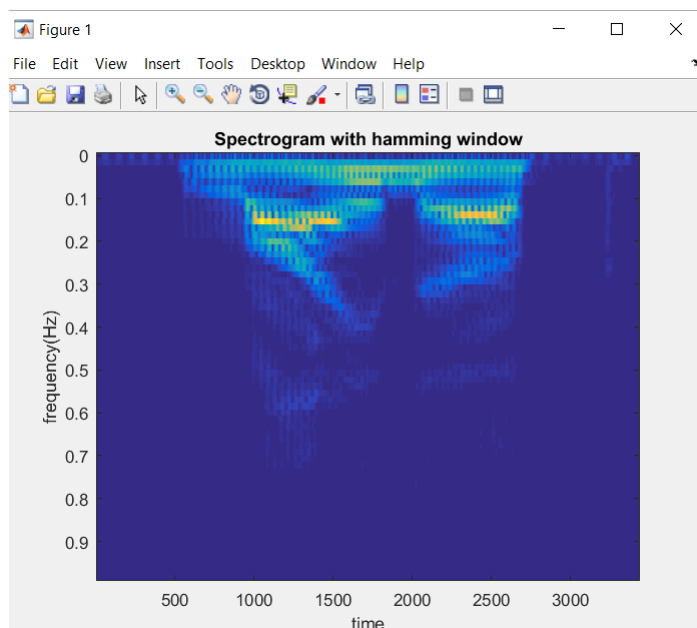 Figure 1
File Edit View Insert Tools Desktop Window Help
Spectrogram with hamming window
0
0.1
0.2
0.3
0.4
0.5
0.6
0.7
0.8
0.9
frequency(Hz)
500 1000 1500 2000 2500 3000
time